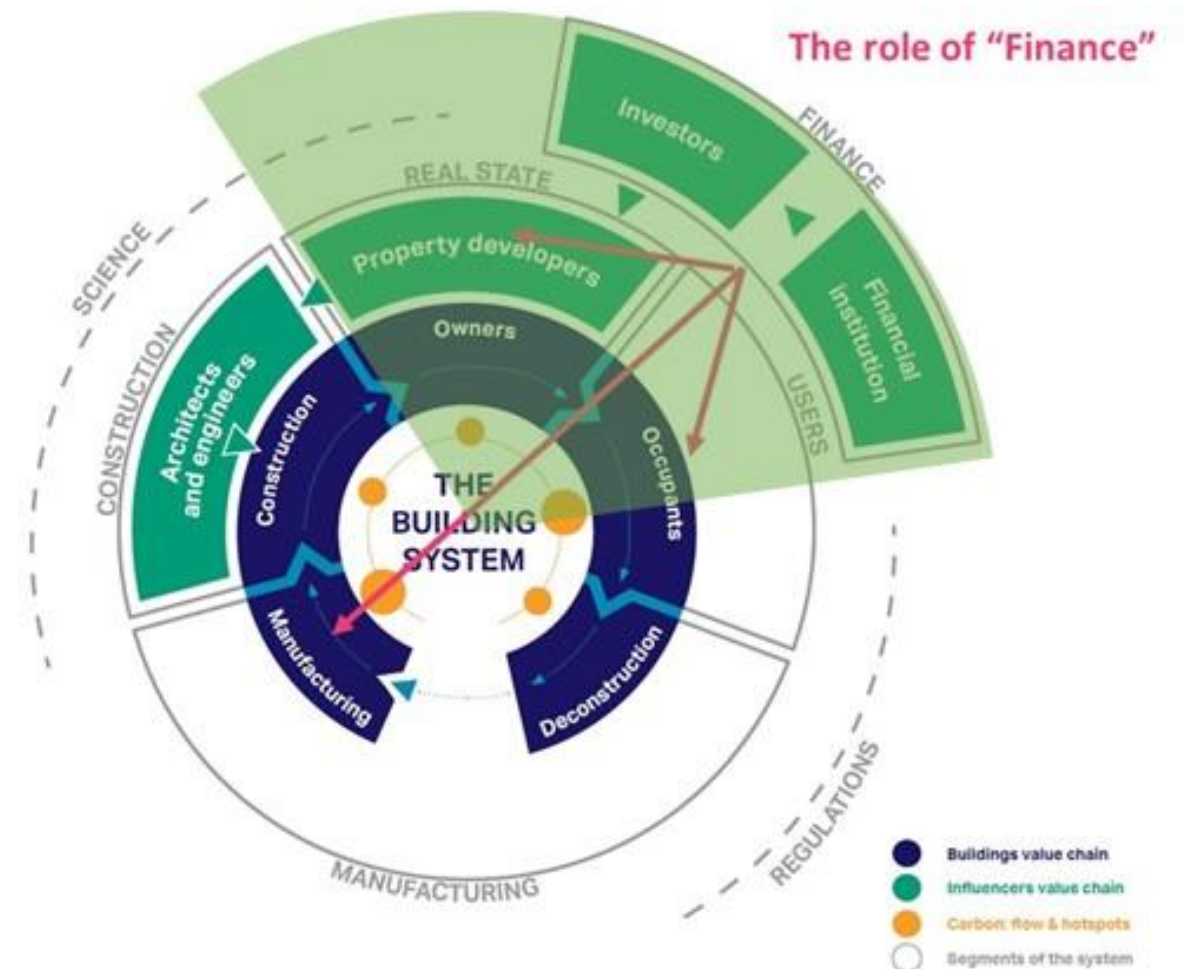 The role of “Finance”
Investors
FINANCE
REAL STATE
Property developers
Financial
institution
SCIENCE
Owners
CONSTRUCTION
Architects
and engineers
Construction
USERS
Occupants
THE
BUILDING
SYSTEM
Manufacturing
Deconstruction
REGULATIONS
MANUFACTURING
Buildings value chain
Influencers value chain
Carbon: flow & hotspots
Segments of the system